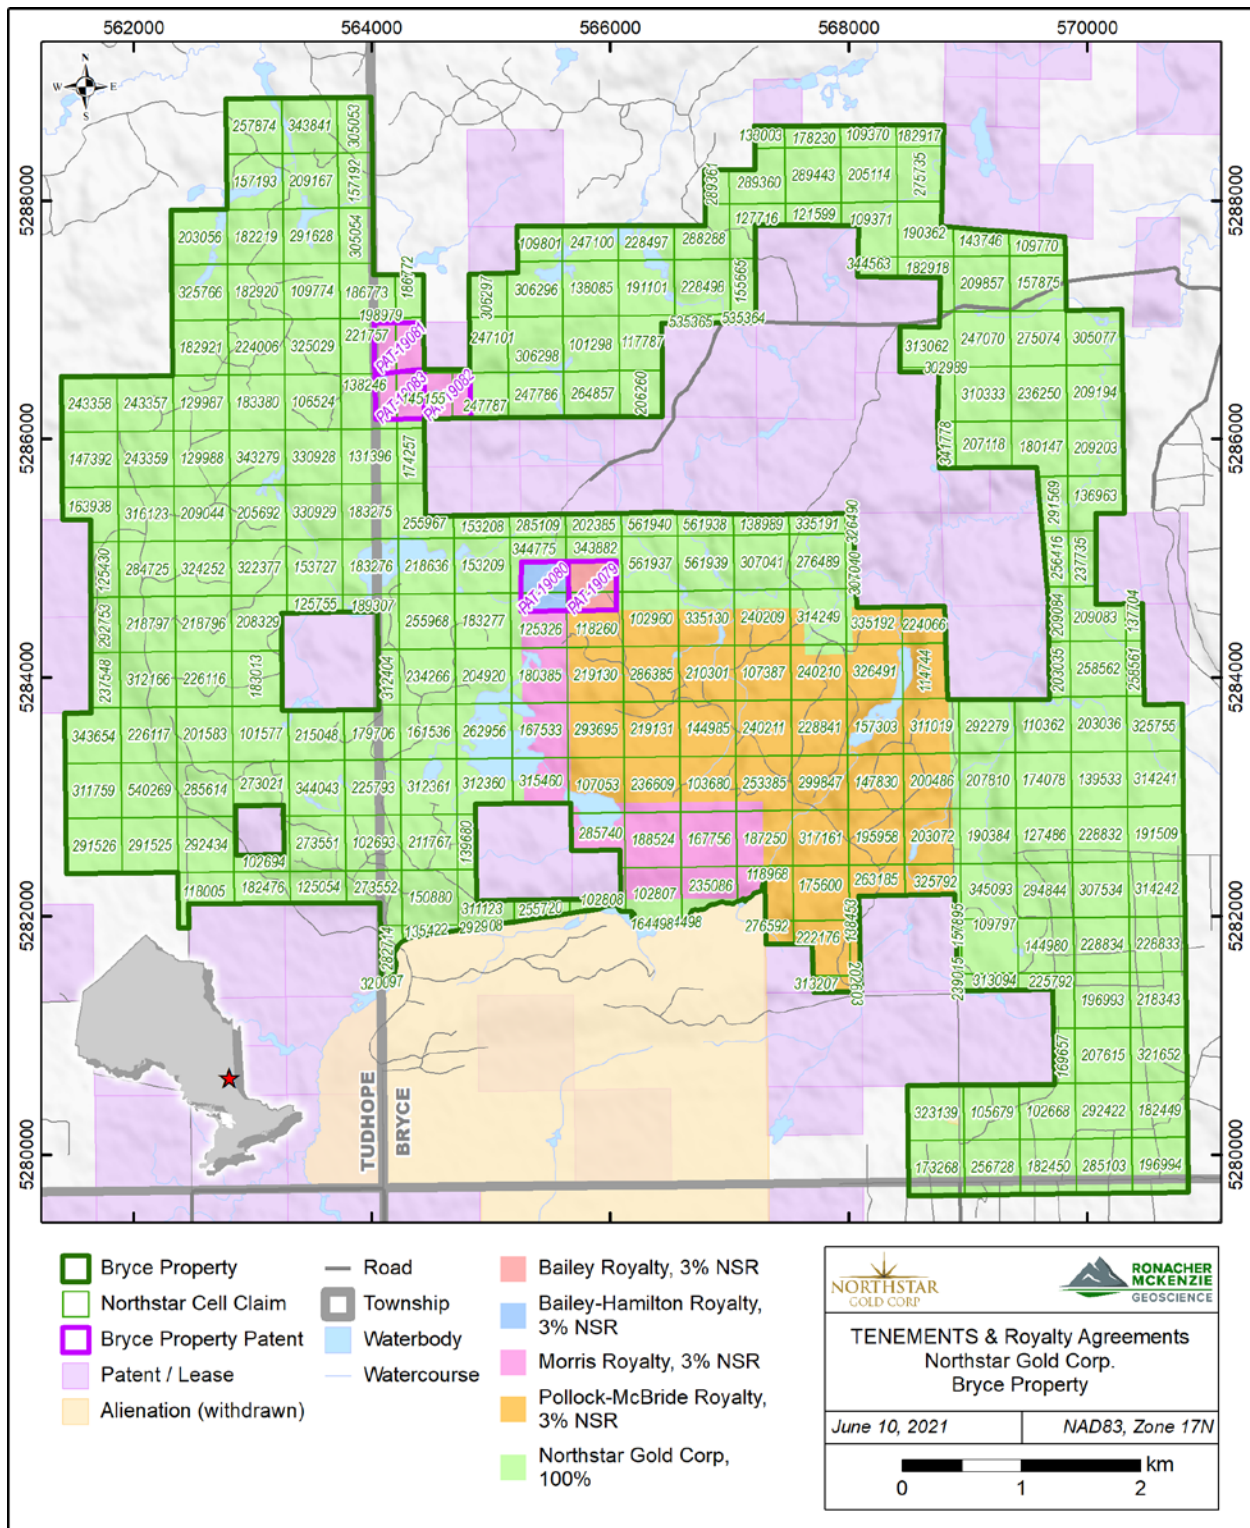 562000 564000 566000 568000 570000
N
W E
S
5288000
5286000
5284000
5282000
5280000
5288000
5286000
5284000
5282000
5280000
257874 343841 305053
157193 209167 157192
203056 182219 291628 305054
325766 182920 109774 186773 186772
198979
182921 224006 325029 221757 PAT-19081
138246 PAT-19083 145155 PAT-19082
243358 243357 129987 183380 106524
147392 243359 129988 343279 330928 131396 174257
163938 316123 209044 205692 330929 183275 255967 153208 285109 202385 561940 561938 138989 335191 326490
344775 343882
125430 284725 324252 322377 153727 183276 218636 153209 PAT-19080 PAT-19079 561937 561939 307041 276489 307040
125755 189307
292753 218797 218796 208329 255968 183277 125326 118260 102960 335130 240209 314249 335192 224066
237548 312166 226116 183013 312404 234266 204920 180385 219130 286385 210301 107387 240210 326491 114744
343654 226117 201583 101577 215048 179706 161536 262956 167533 293695 219131 144985 240211 228841 157303 311019
273021
311759 540269 285614 344043 225793 312361 312360 315460 107053 236609 103680 253385 299847 147830 200486
291526 291525 292434 273551 102693 211767 139680 285740 188524 167756 187250 317161 195958 203072
102694
118005 182476 125054 273552 150880 311123 255720 102808 102807 235086 118968 175600 263185 325792
282714 135422 292908 164498 4498 276592 222176 138453
320097 313207 202603
138003 178230 109370 182917
289361 289360 289443 205114 275735
127716 121599 109371 190362
109801 247100 228497 288288 143746 109770
344563 182918
306297 306296 138085 191101 228498 155665 209857 157875
535365 535364
247101 306298 101298 117787 313062 247070 275074 305077
302989
247787 247786 264857 206260 310333 236250 209194
341778 207118 180147 209203
291569 136963
256416 237735
209084 209083 137704
203035 258562 258561
292279 110362 203036 325755
207810 174078 139533 314241
190384 127486 228832 191509
345093 294844 307534 314242
157895 109797 144980 228834 228833
239015 313094 225792
196993 218343
169657 207615 321652
323139 105679 102668 292422 182449
173268 256728 182450 285103 196994
TUDHOPE
BRYCE
Bryce Property
Northstar Cell Claim
Bryce Property Patent
Patent / Lease
Alienation (withdrawn)
Road
Township
Waterbody
Watercourse
Bailey Royalty, 3% NSR
Bailey-Hamilton Royalty,
3% NSR
Morris Royalty, 3% NSR
Pollock-McBride Royalty,
3% NSR
Northstar Gold Corp,
100%
NORTHSTAR
GOLD CORP
RONACHER
MCKENZIE
GEOSCIENCE
TENEMENTS & Royalty Agreements
Northstar Gold Corp.
Bryce Property
June 10, 2021 NAD83, Zone 17N
km
0 1 2